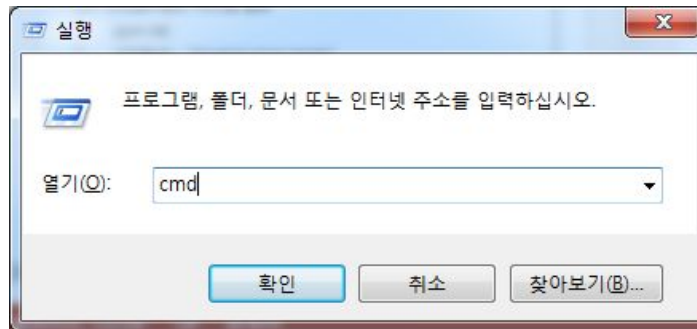 실행
프로그램, 폴더, 문서 또는 인터넷 주소를 입력하십시오.
열기(O): cmd
확인 취소 찾아보기(B)...